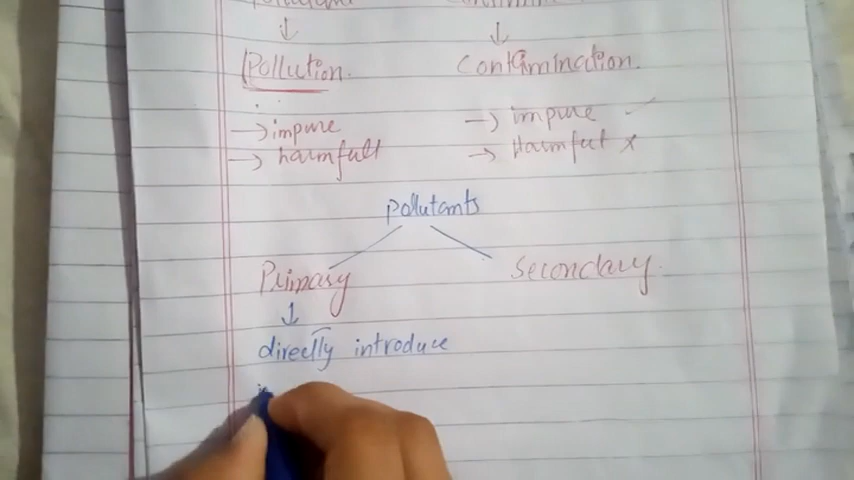 Pollution. Contamination.
→ impure → impure ✓
→ harmfull → Harmful x
Pollutants
Primary Secondary.
↓
directly introduce